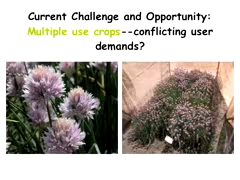 Current Challenge and Opportunity:
Multiple use crops--conflicting user
demands?